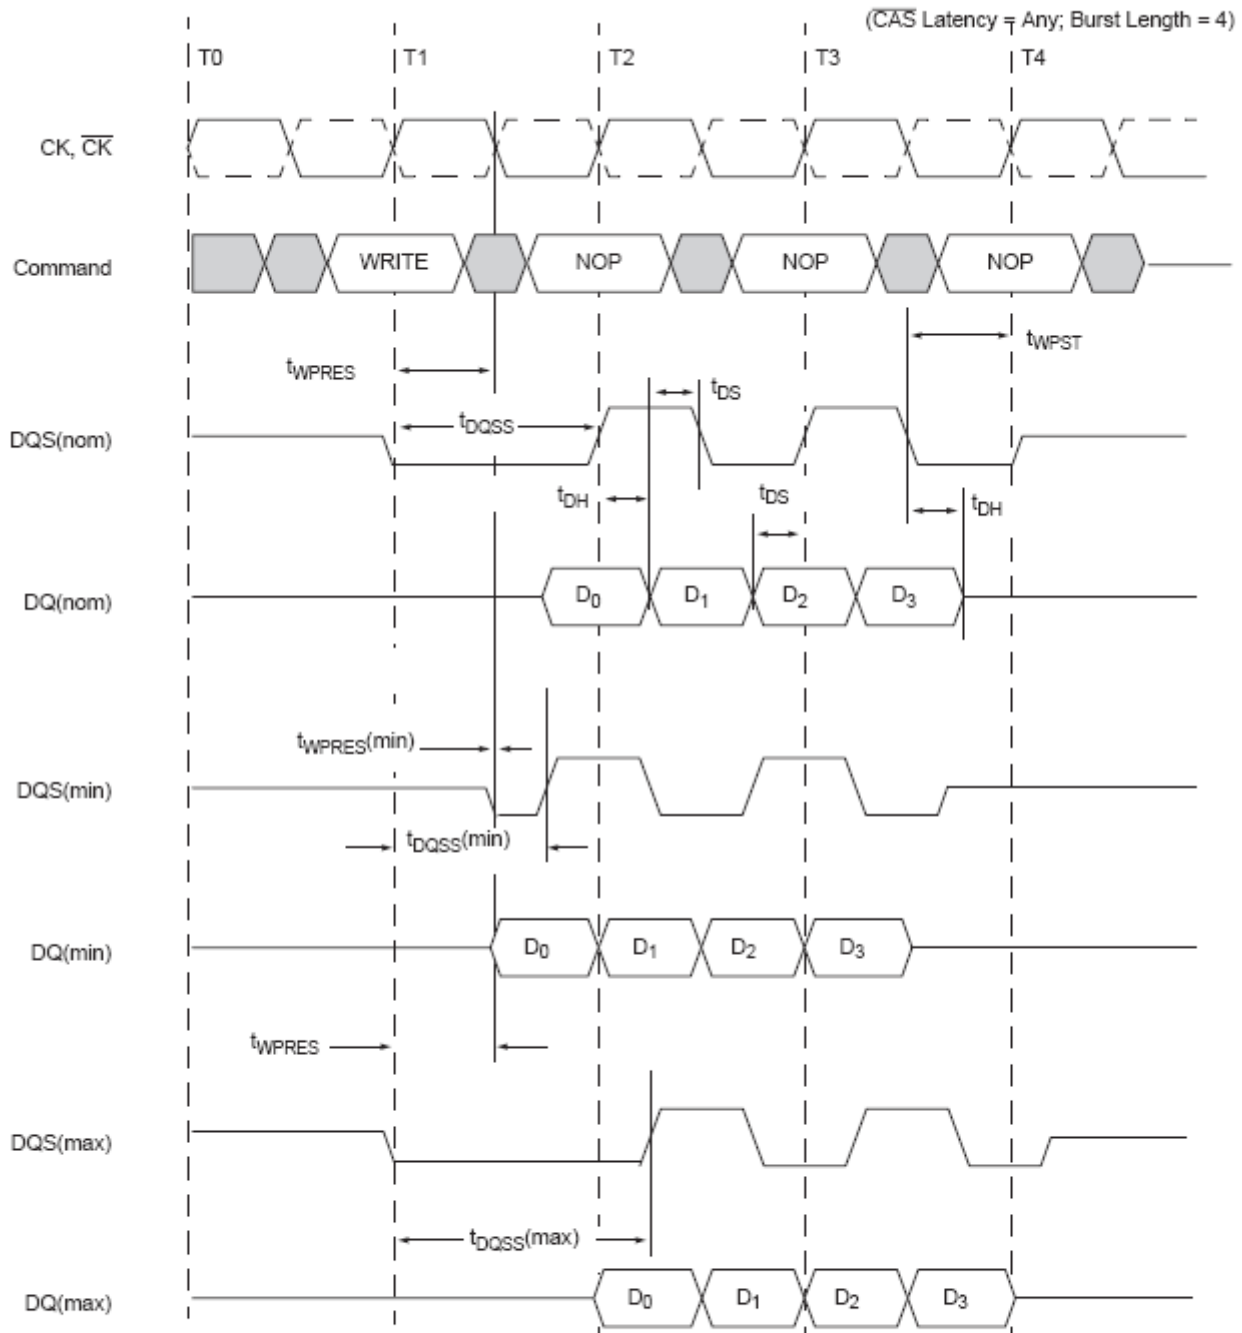 (CAS Latency = Any; Burst Length = 4)
T0 T1 T2 T3 T4
CK, CK
Command WRITE NOP NOP NOP
tWPST
tWPRES
tDS
tDQSS
DQS(nom)
tDH tDS tDH
DQ(nom) D0 D1 D2 D3
tWPRES(min)
DQS(min)
tDQSS(min)
DQ(min) D0 D1 D2 D3
tWPRES
DQS(max)
tDQSS(max)
DQ(max) D0 D1 D2 D3